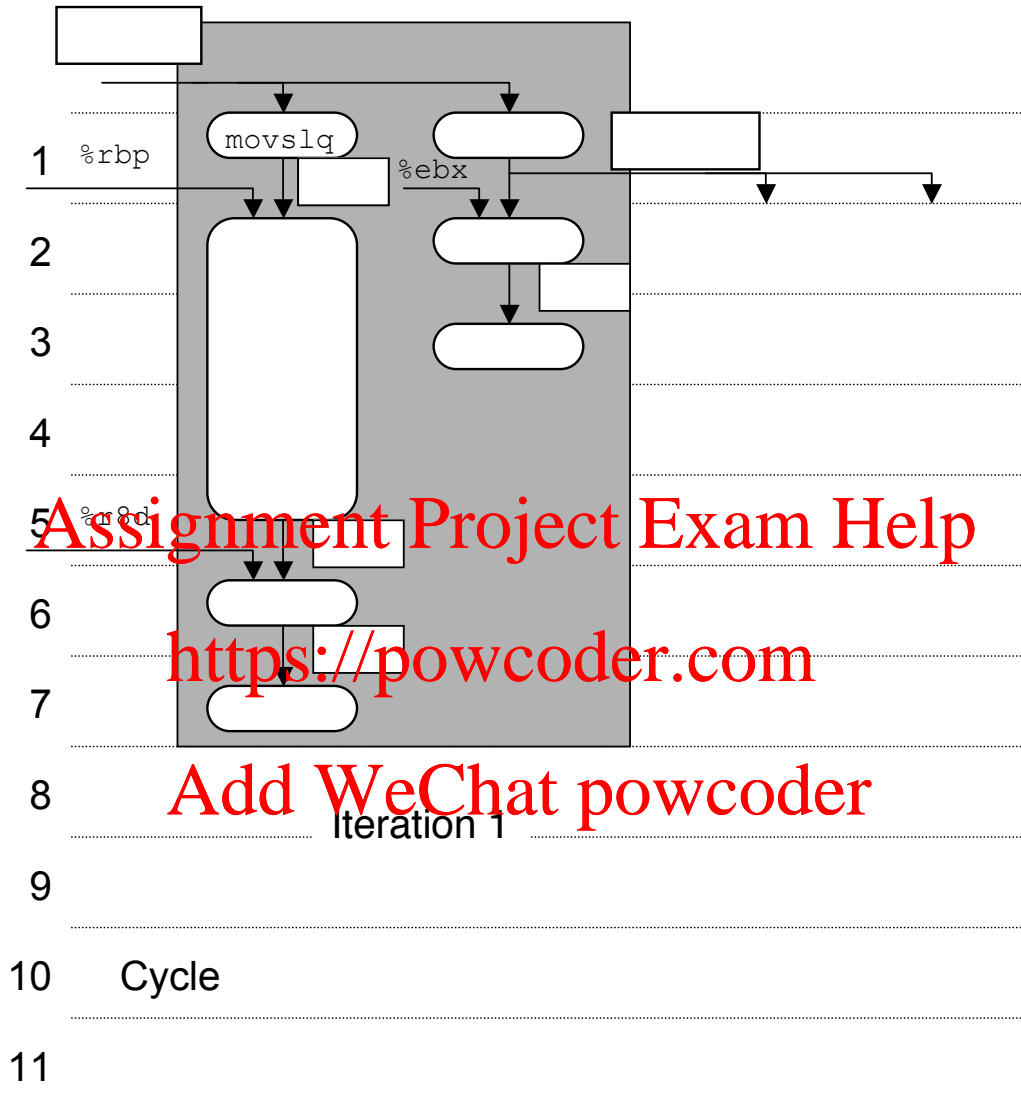 movslq
1 %rbp %ebx
2
3
4
5 %r8d
Assignment Project Exam Help
6
https://powcoder.com
7
8 Add WeChat powcoder
Iteration 1
9
10 Cycle
11